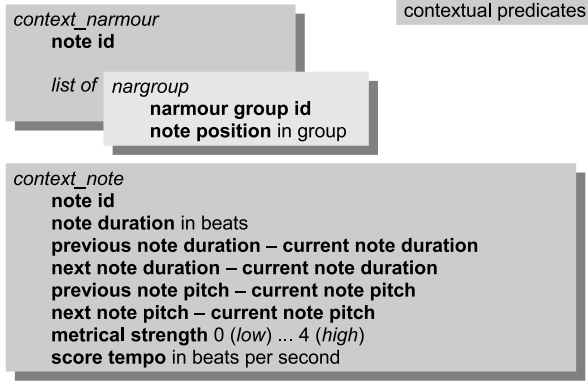 contextual predicates
context_narmour
note id
list of nargroup
narmour group id
note position in group
context_note
note id
note duration in beats
previous note duration – current note duration
next note duration – current note duration
previous note pitch – current note pitch
next note pitch – current note pitch
metrical strength 0 (low) ... 4 (high)
score tempo in beats per second